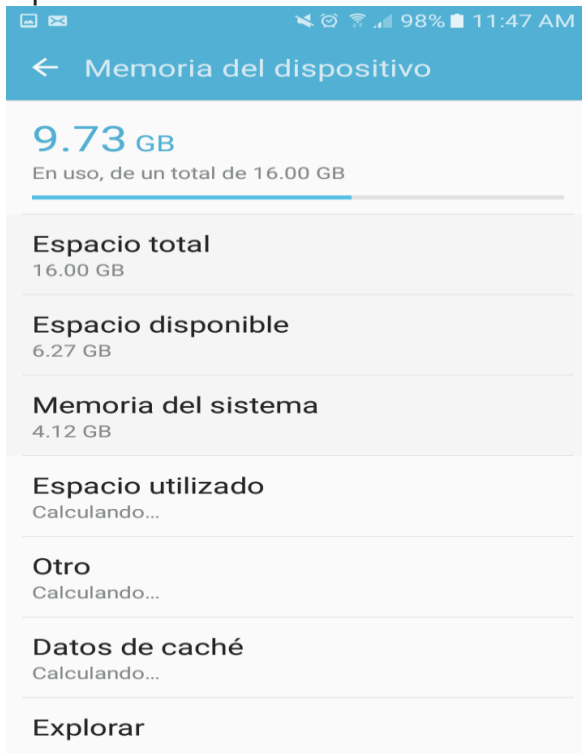 98% 11:47 AM
Memoria del dispositivo
9.73 GB
En uso, de un total de 16.00 GB
Espacio total
16.00 GB
Espacio disponible
6.27 GB
Memoria del sistema
4.12 GB
Espacio utilizado
Calculando...
Otro
Calculando...
Datos de caché
Calculando...
Explorar